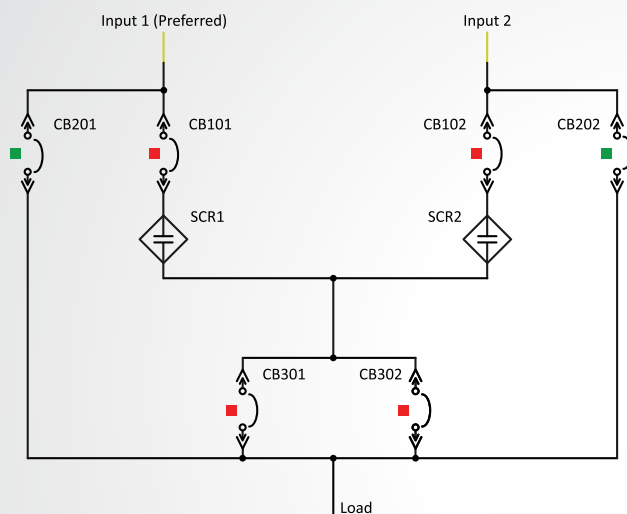 Input 1 (Preferred)
Input 2
CB201
CB101
CB102
CB202
SCR1
SCR2
CB301
CB302
Load